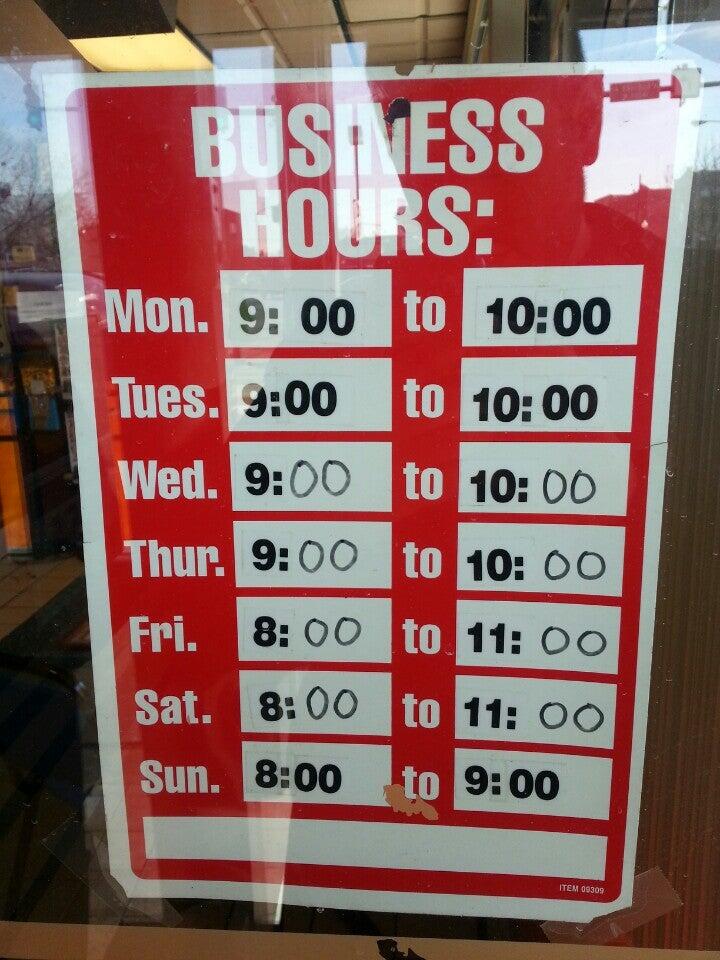 BUSINESS
HOURS:
Mon. 9:00 to 10:00
Tues. 9:00 to 10:00
Wed. 9:00 to 10:00
Thur. 9:00 to 10:00
Fri. 8:00 to 11:00
Sat. 8:00 to 11:00
Sun. 8:00 to 9:00
ITEM 09309